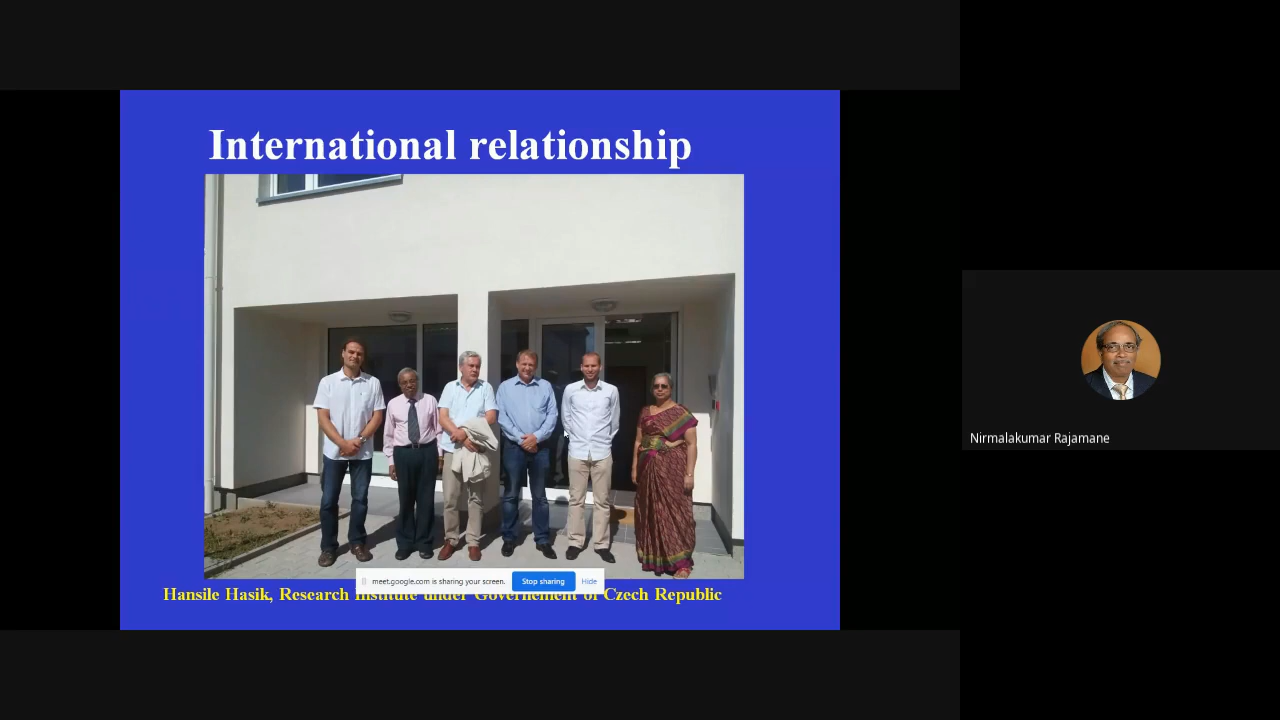 International relationship
meet.google.com is sharing your screen. Stop sharing Hide
Hansile Hasik, Research Institute under Governement of Czech Republic
Nirmalakumar Rajamane